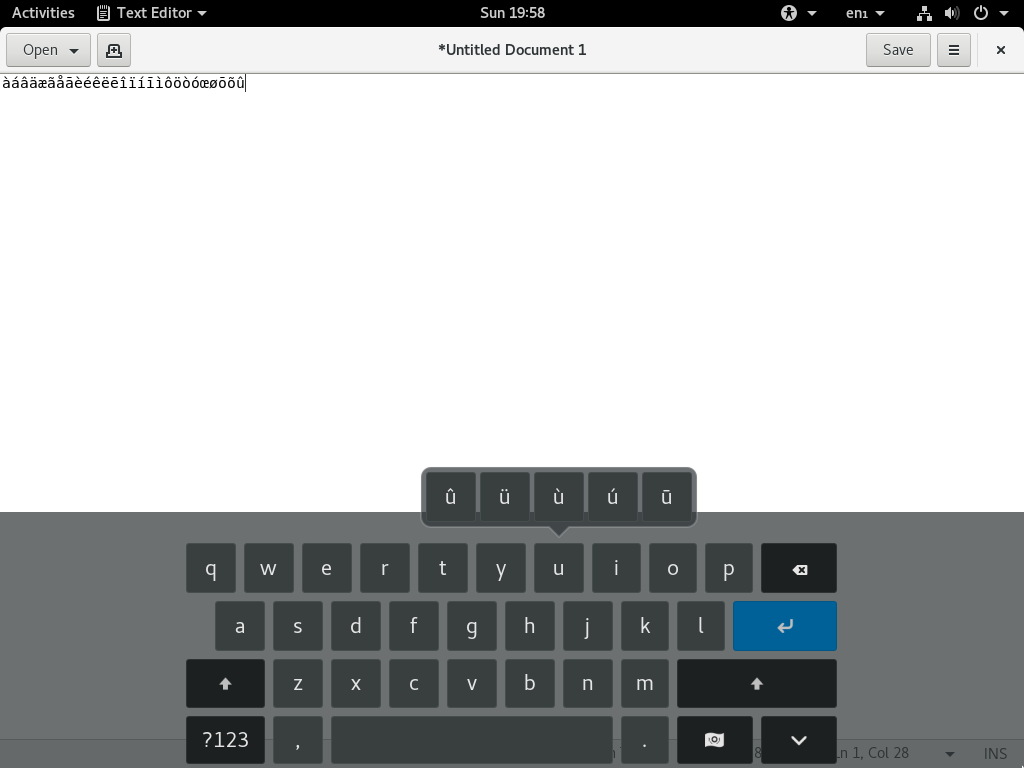 Activities Text Editor Sun 19:58 en₁
Open *Untitled Document 1 Save
àáâäæãåāèéêëēîïíīìôöòóœøōõû
û ü ù ú ū
q w e r t y u i o p
a s d f g h j k l
z x c v b n m
?123 , . 8 Ln 1, Col 28 INS